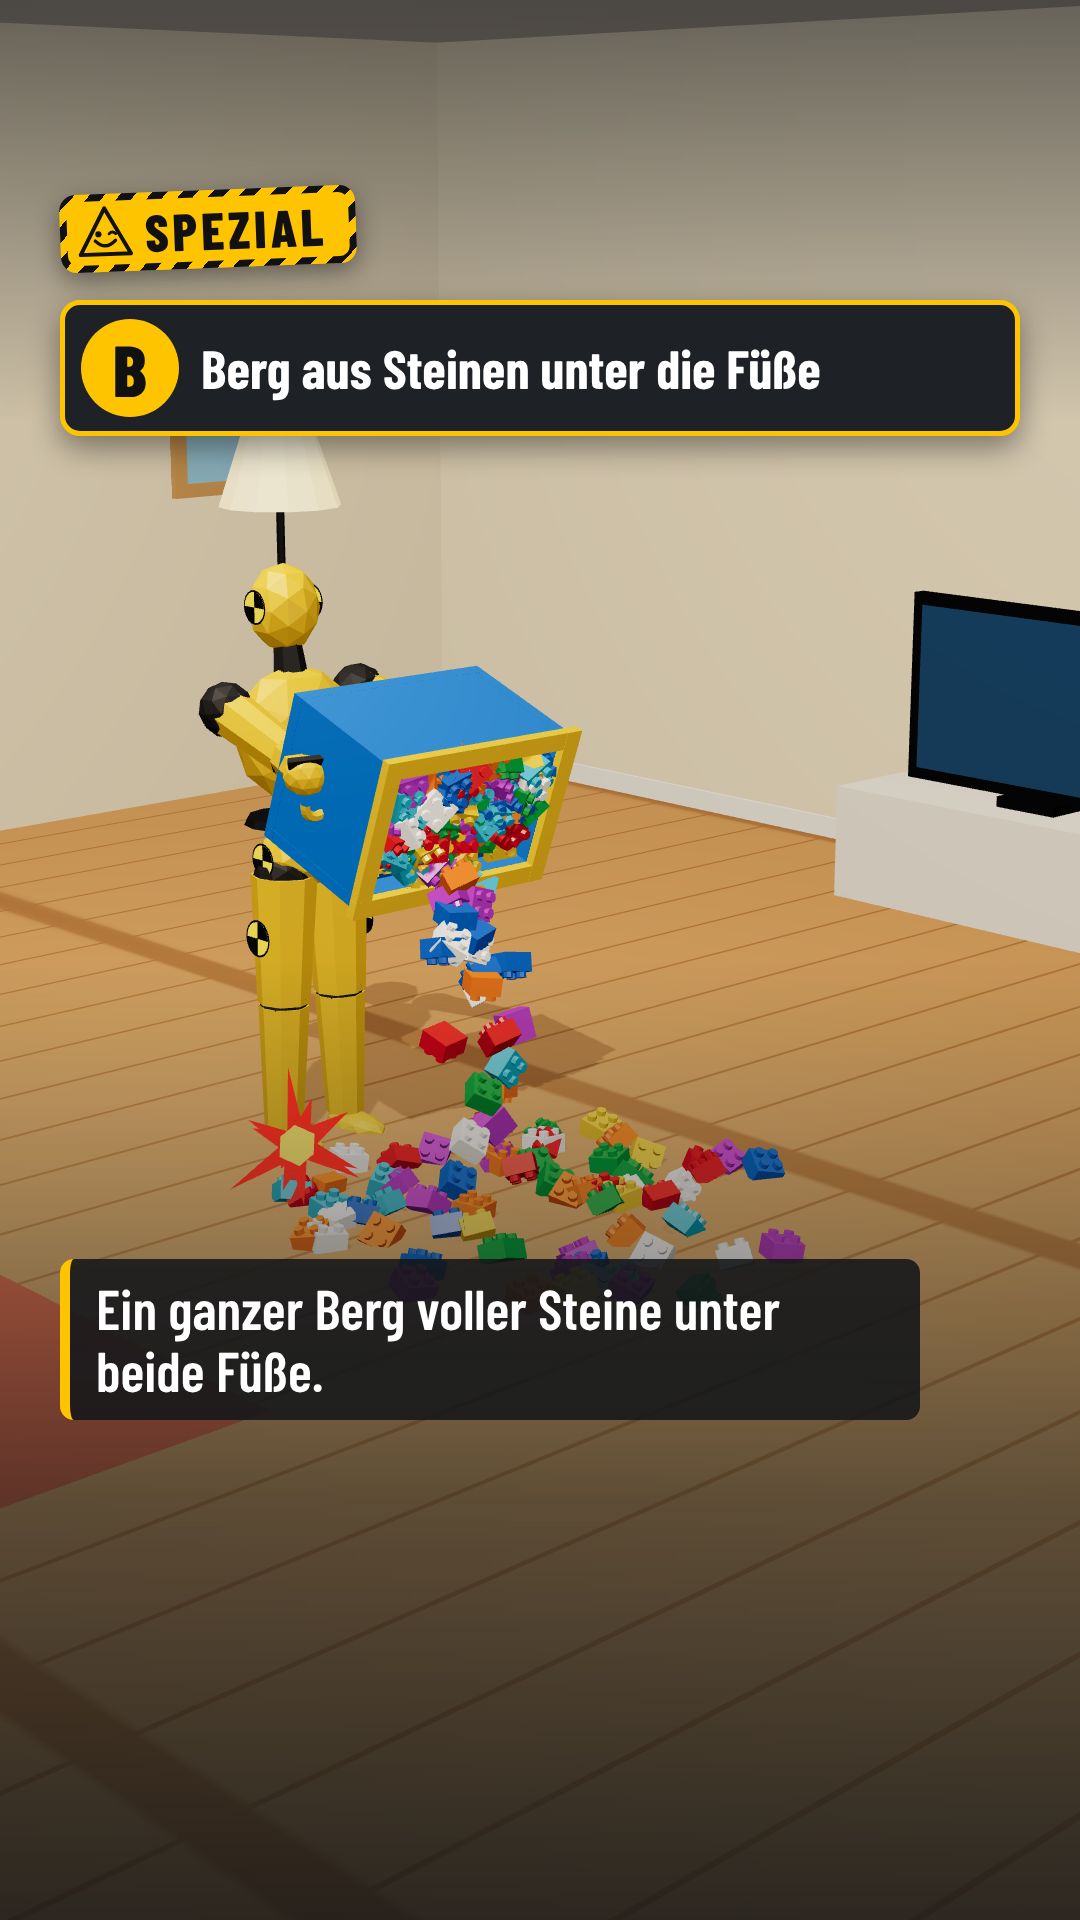 SPEZIAL
B Berg aus Steinen unter die Füße
Ein ganzer Berg voller Steine unter
beide Füße.